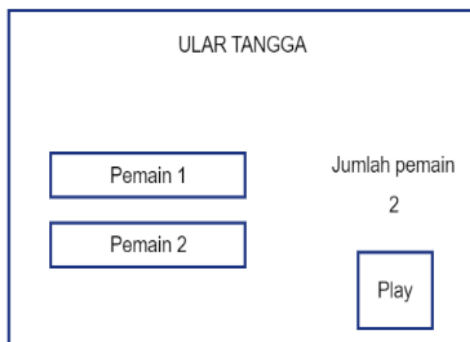 ULAR TANGGA
Pemain 1
Pemain 2
Jumlah pemain
2
Play